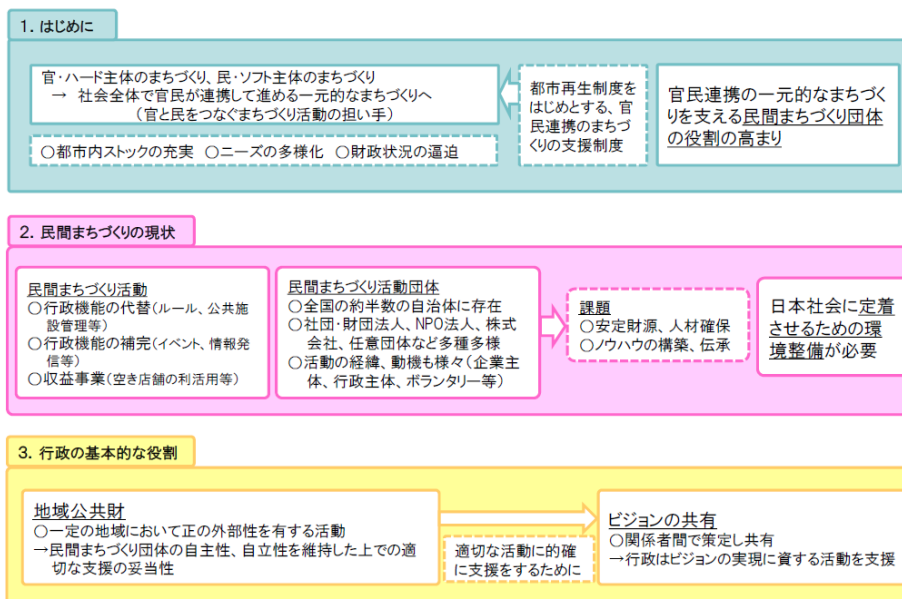 1. はじめに
官・ハード主体のまちづくり、民・ソフト主体のまちづくり
→ 社会全体で官民が連携して進める一元的なまちづくりへ
（官と民をつなぐまちづくり活動の担い手）
○都市内ストックの充実 ○ニーズの多様化 ○財政状況の逼迫
都市再生制度を
はじめとする、官
民連携のまちづ
くりの支援制度
官民連携の一元的なまちづく
りを支える民間まちづくり団体
の役割の高まり
2. 民間まちづくりの現状
民間まちづくり活動
○行政機能の代替（ルール、公共施
設管理等）
○行政機能の補完（イベント、情報発
信等）
○収益事業（空き店舗の利活用等）
民間まちづくり活動団体
○全国の約半数の自治体に存在
○社団・財団法人、NPO法人、株式
会社、任意団体など多種多様
○活動の経緯、動機も様々（企業主
体、行政主体、ボランタリー等）
課題
○安定財源、人材確保
○ノウハウの構築、伝承
日本社会に定着
させるための環
境整備が必要
3. 行政の基本的な役割
地域公共財
○一定の地域において正の外部性を有する活動
→民間まちづくり団体の自主性、自立性を維持した上での適
切な支援の妥当性
適切な活動に的確
に支援をするために
ビジョンの共有
○関係者間で策定し共有
→行政はビジョンの実現に資する活動を支援